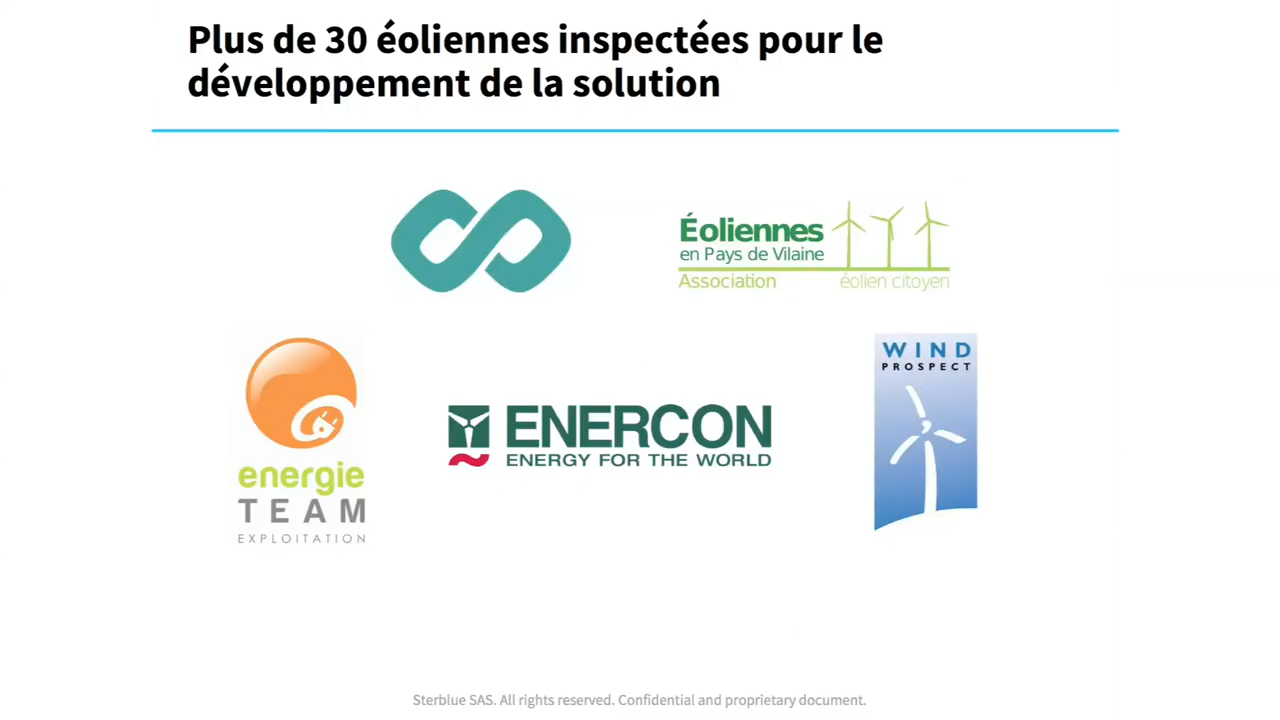 Plus de 30 éoliennes inspectées pour le
développement de la solution
Éoliennes
en Pays de Vilaine
Association éolien citoyen
energie
TEAM
EXPLOITATION
ENERCON
ENERGY FOR THE WORLD
WIND
PROSPECT
Sterblue SAS. All rights reserved. Confidential and proprietary document.